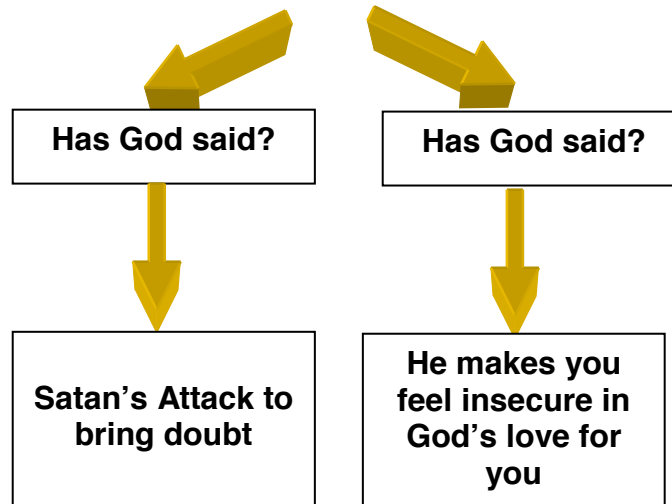 Has God said?
Has God said?
Satan's Attack to
bring doubt
He makes you
feel insecure in
God's love for
you